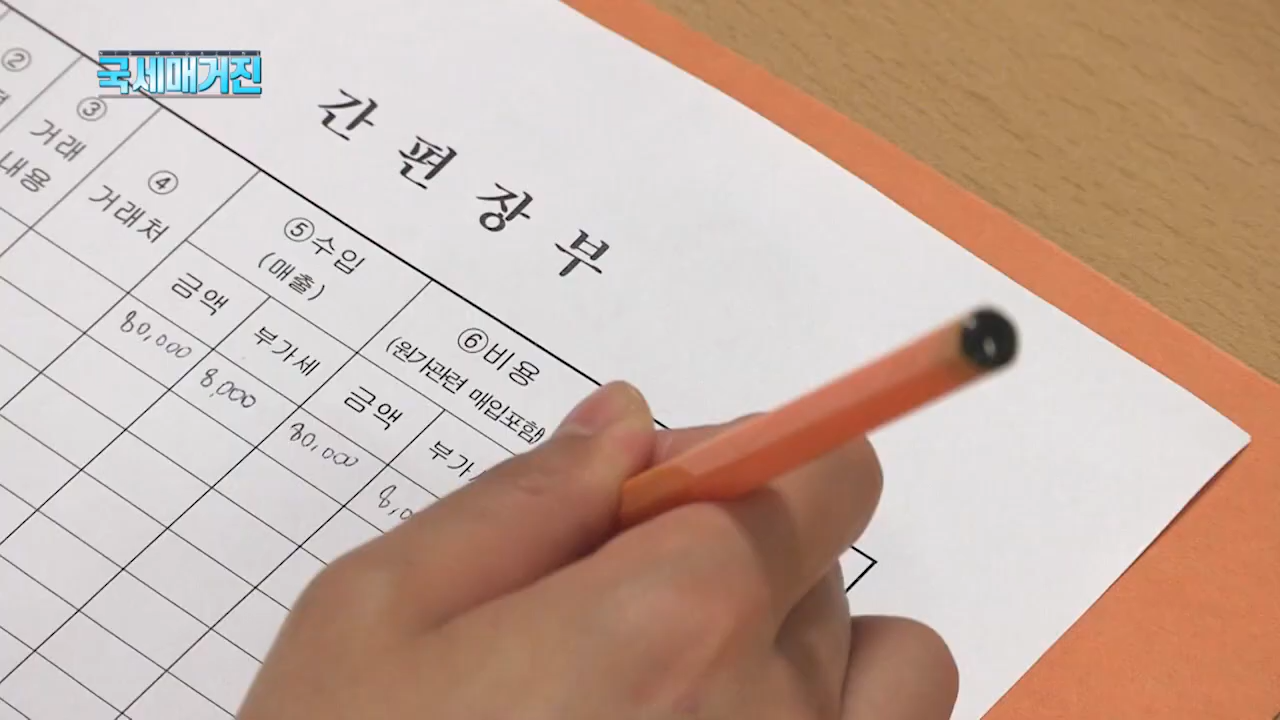 국세매거진
간편장부
②
③
거래
내용
④
거래처
⑤수입
(매출)
⑥비용
(원가관련 매입포함)
금액
부가세
금액
80,000
8,000
80,000